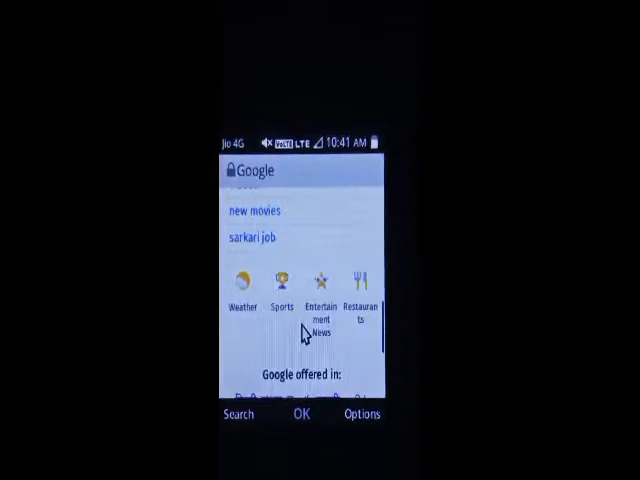 Jio 4G VoLTE LTE 10:41 AM
Google
new movies
sarkari job
Weather Sports Entertain Restauran
ment ts
News
Google offered in:
Search OK Options